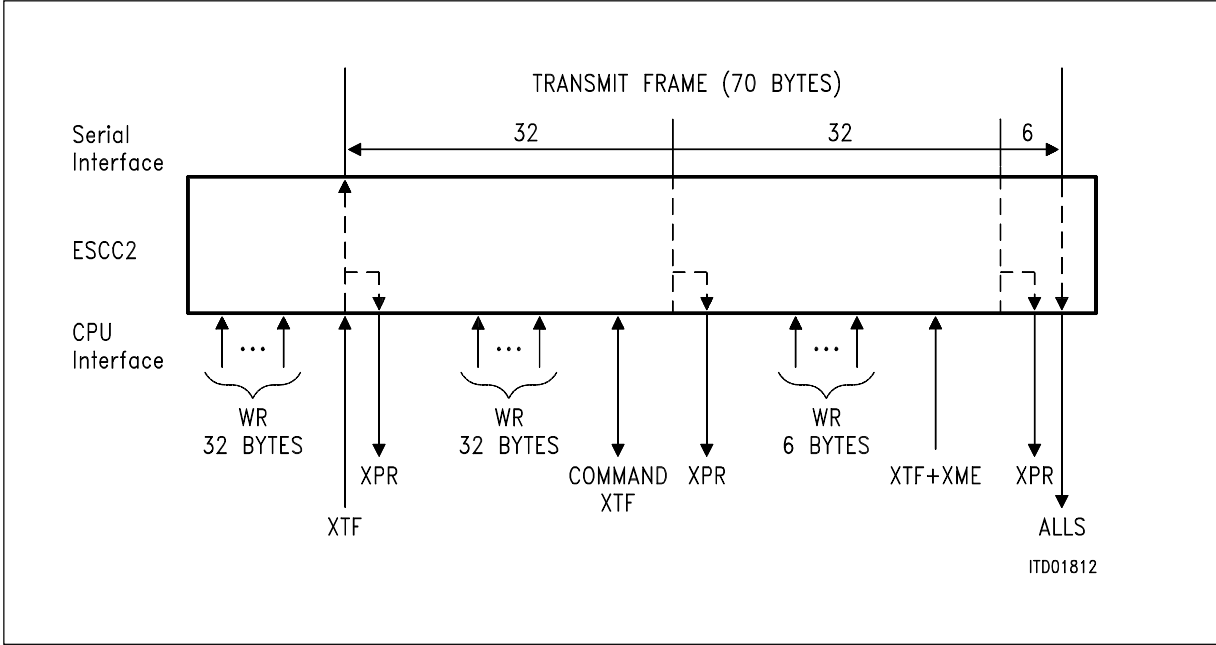 TRANSMIT FRAME (70 BYTES)
Serial
Interface
32
32
6
ESCC2
CPU
Interface
...
...
...
WR
32 BYTES
WR
32 BYTES
WR
6 BYTES
XPR
COMMAND
XTF
XPR
XTF+XME
XPR
XTF
ALLS
ITD01812